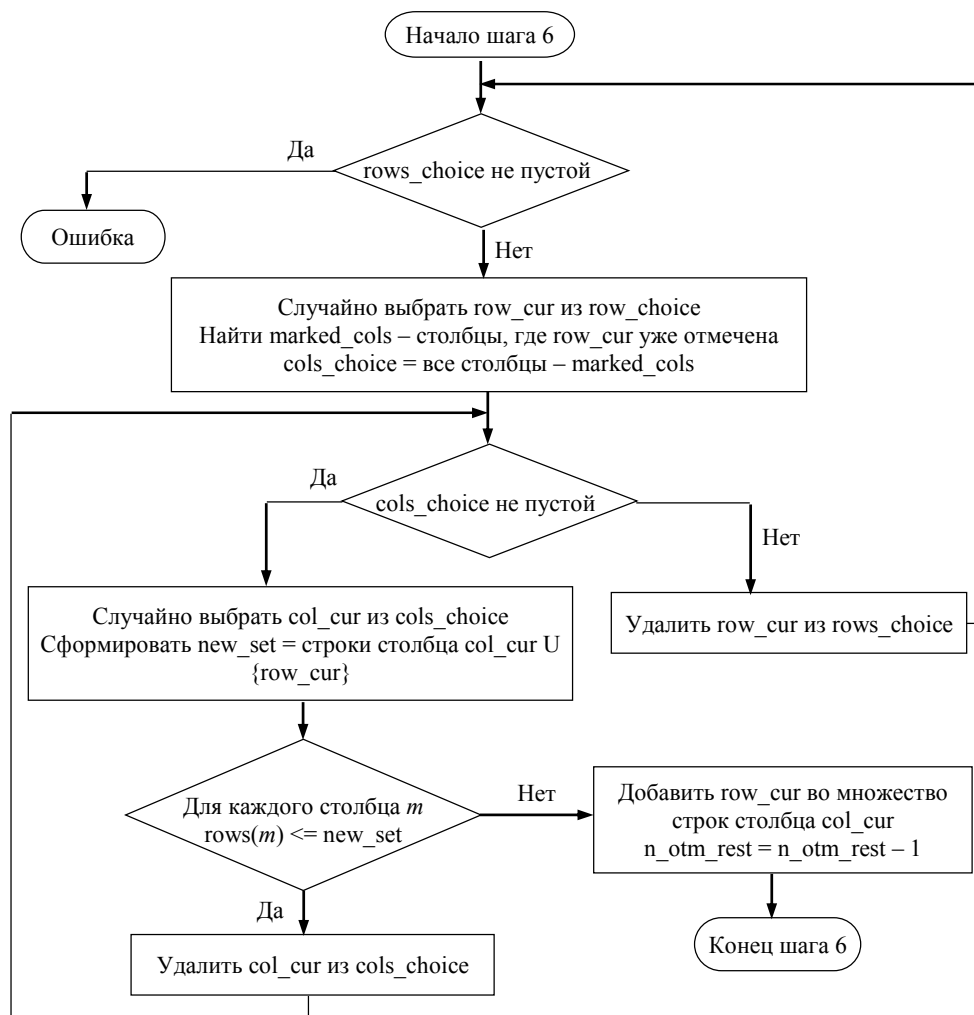 Начало шага 6
Да
rows_choice не пустой
Ошибка
Нет
Случайно выбрать row_cur из row_choice
Найти marked_cols – столбцы, где row_cur уже отмечена
cols_choice = все столбцы – marked_cols
Да
cols_choice не пустой
Нет
Случайно выбрать col_cur из cols_choice
Сформировать new_set = строки столбца col_cur U
{row_cur}
Удалить row_cur из rows_choice
Для каждого столбца m
rows(m) <= new_set
Нет
Добавить row_cur во множество
строк столбца col_cur
n_otm_rest = n_otm_rest – 1
Да
Удалить col_cur из cols_choice
Конец шага 6